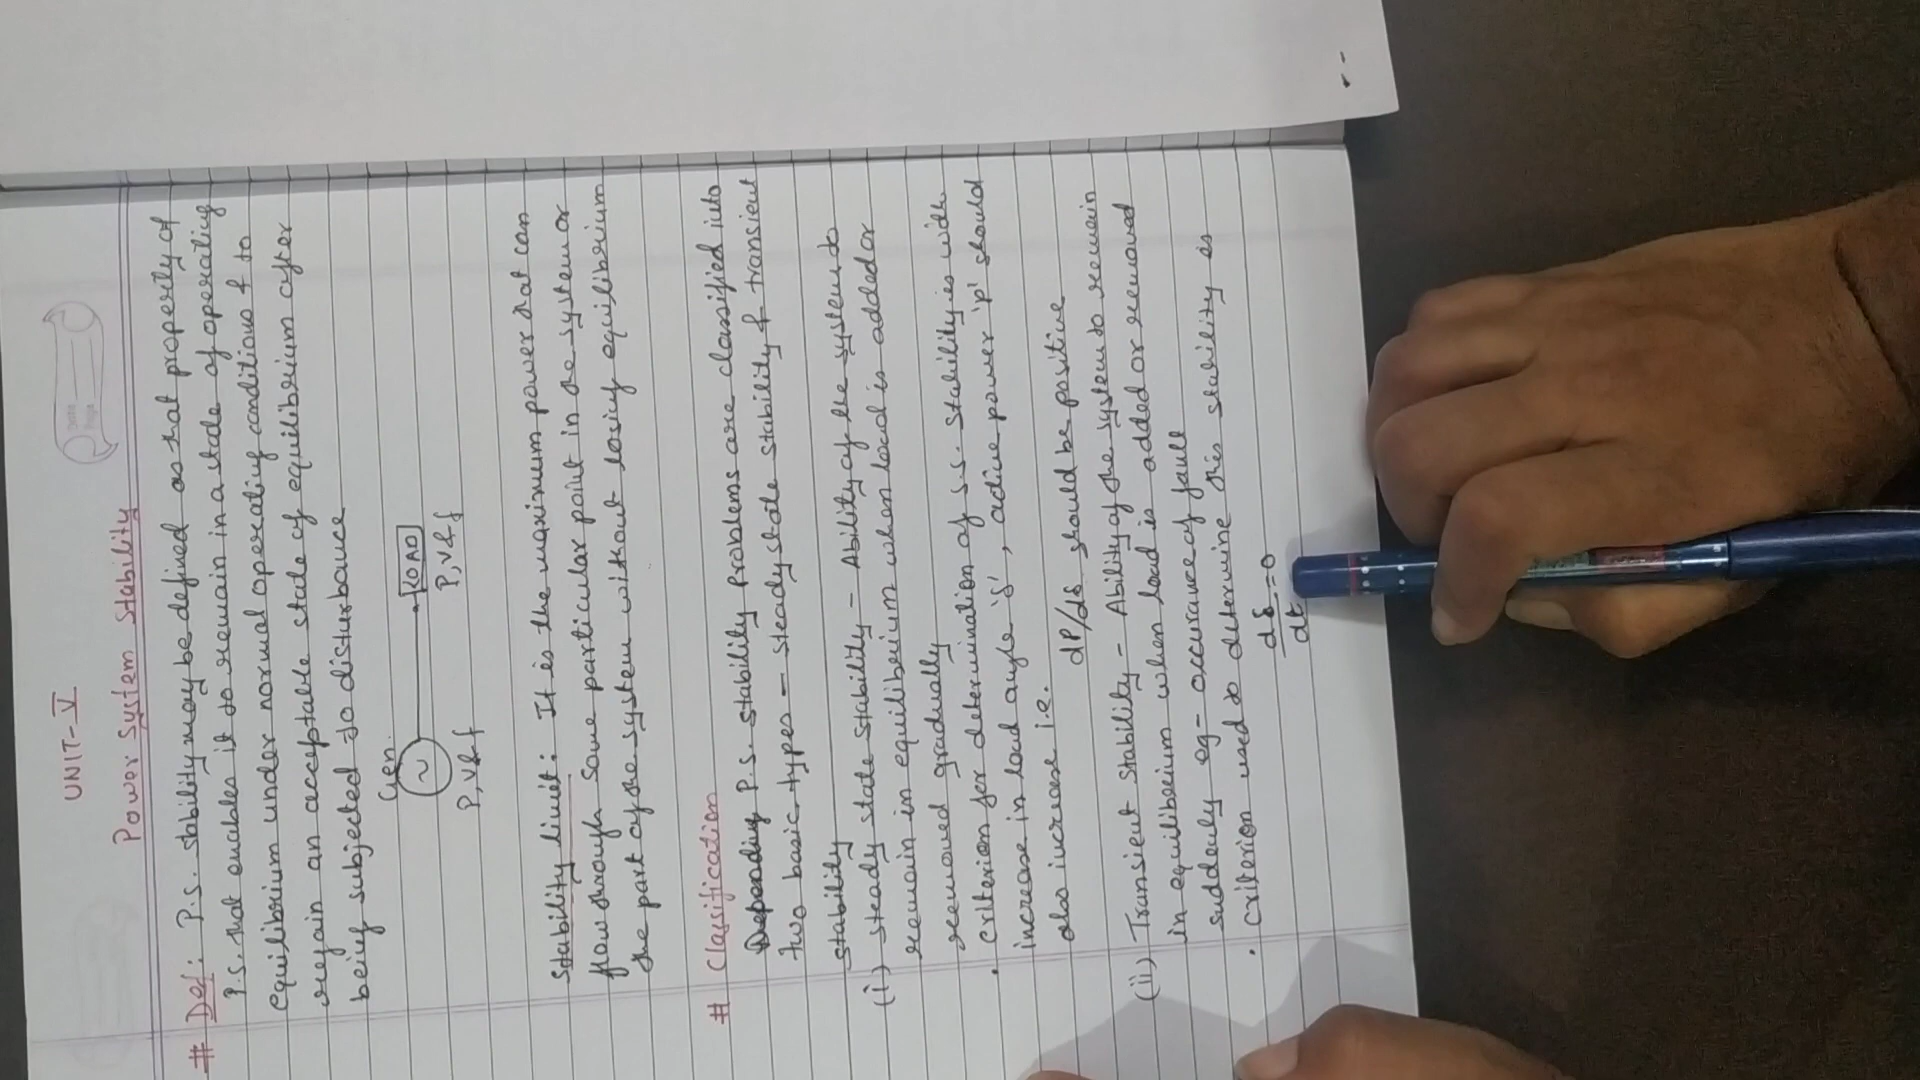 UNIT-V
Power System Stability
# Def: P.S. stability may be defined as that property of
P.S. that enables it to remain in a state of operating
equilibrium under normal operating conditions & to
regain an acceptable state of equilibrium after
being subjected to disturbance
Gen.
~
LOAD
P, V & f
P, V & f
Stability limit: It is the maximum power that can
flow through some particular point in the system or
the part of the system without losing equilibrium
# Classification
Depending P.S. stability problems are classified into
two basic types - steady state stability & transient
stability
(i) steady state stability - Ability of the system to
remain in equilibrium when load is added or
removed gradually
. criterion for determination of s.s. stability is with
increase in load angle 'δ', active power 'p' should
also increase i.e.
dP/dδ should be positive
(ii) Transient stability - Ability of the system to remain
in equilibrium when load is added or removed
suddenly eg - occurance of fault
. criterion used to determine this stability is
dδ/dt = 0